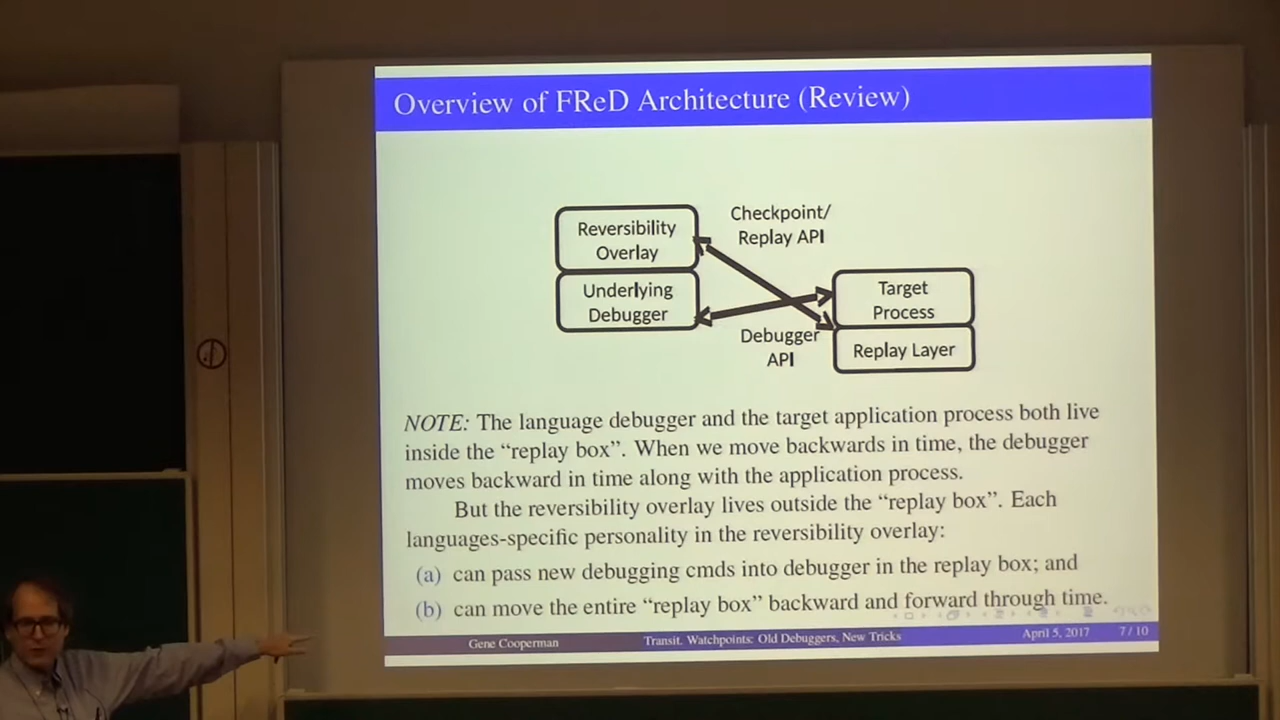 Overview of FReD Architecture (Review)
Checkpoint/
Replay API
Reversibility
Overlay
Underlying
Debugger
Target
Process
Debugger
API
Replay Layer
NOTE: The language debugger and the target application process both live
inside the “replay box”. When we move backwards in time, the debugger
moves backward in time along with the application process.
But the reversibility overlay lives outside the “replay box”. Each
languages-specific personality in the reversibility overlay:
(a) can pass new debugging cmds into debugger in the replay box; and
(b) can move the entire “replay box” backward and forward through time.
Gene Cooperman Transit. Watchpoints: Old Debuggers, New Tricks April 5, 2017 7 / 10